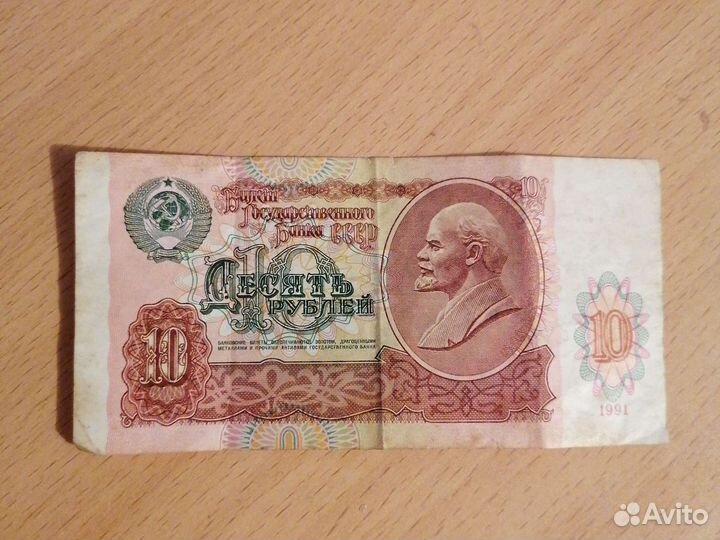 Билет
Государственного
Банка СССР
10
10
Десять
рублей
БАНКОВСКИЕ БИЛЕТЫ ОБЕСПЕЧИВАЮТСЯ ЗОЛОТОМ, ДРАГОЦЕННЫМИ
МЕТАЛЛАМИ И ПРОЧИМИ АКТИВАМИ ГОСУДАРСТВЕННОГО БАНКА
10
10
1991
Avito